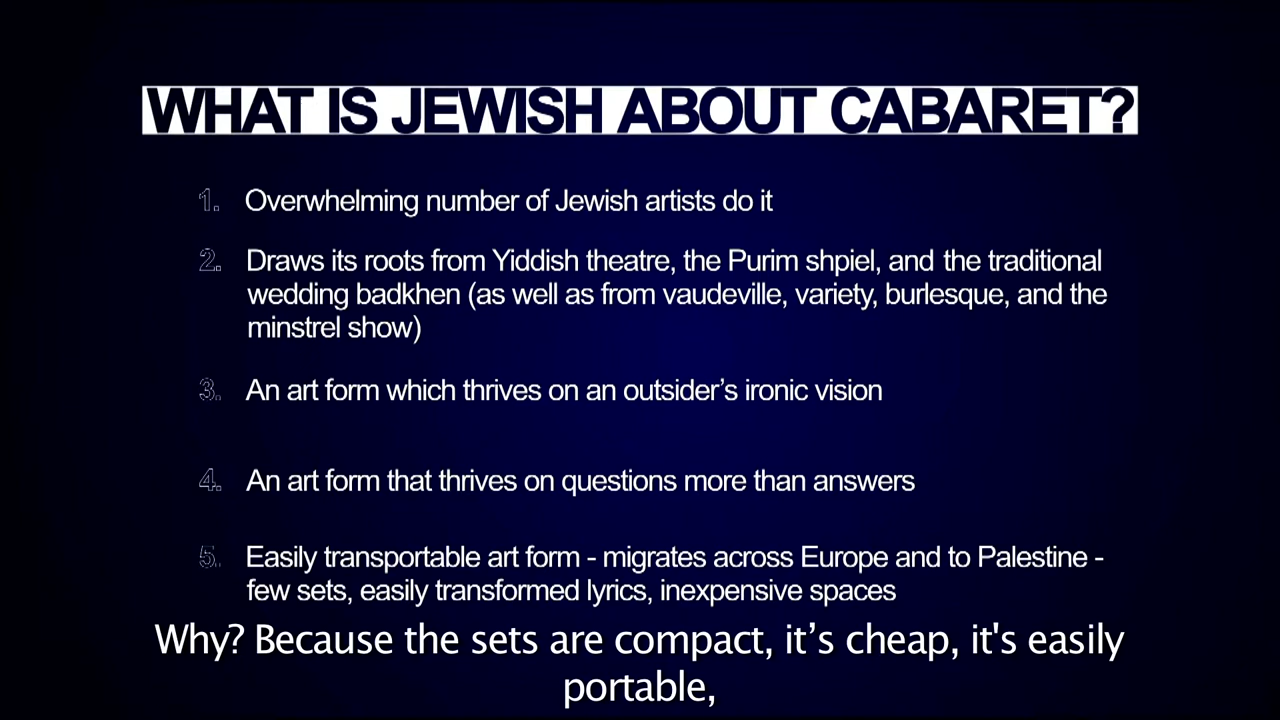 WHAT IS JEWISH ABOUT CABARET?
1. Overwhelming number of Jewish artists do it
2. Draws its roots from Yiddish theatre, the Purim shpiel, and the traditional
wedding badkhen (as well as from vaudeville, variety, burlesque, and the
minstrel show)
3. An art form which thrives on an outsider’s ironic vision
4. An art form that thrives on questions more than answers
5. Easily transportable art form - migrates across Europe and to Palestine -
few sets, easily transformed lyrics, inexpensive spaces
Why? Because the sets are compact, it’s cheap, it's easily
portable,